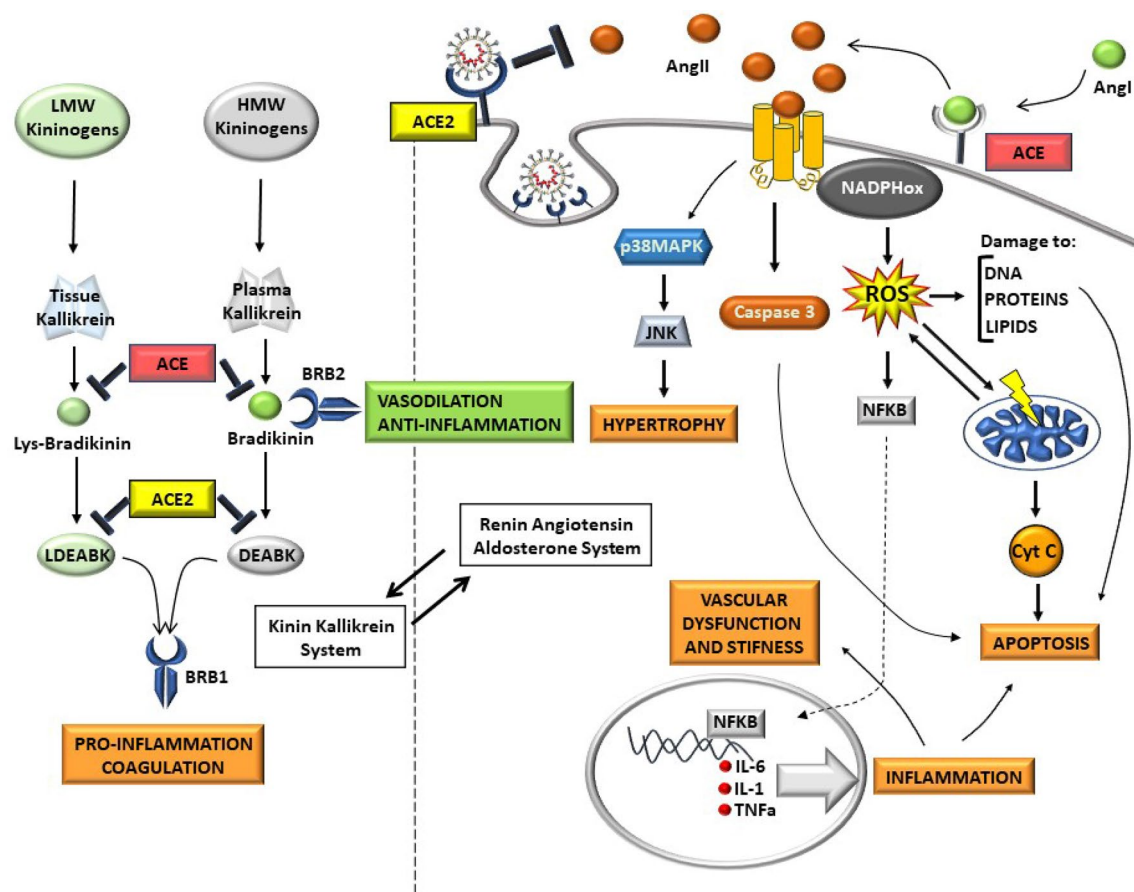 LMW
Kininogens
HMW
Kininogens
Tissue
Kallikrein
Plasma
Kallikrein
ACE
Lys-Bradikinin
Bradikinin
BRB2
VASODILATION
ANTI-INFLAMMATION
ACE2
LDEABK
DEABK
BRB1
PRO-INFLAMMATION
COAGULATION
Renin Angiotensin
Aldosterone System
Kinin Kallikrein
System
ACE2
AngII
AngI
ACE
NADPHox
p38MAPK
JNK
HYPERTROPHY
Caspase 3
ROS
Damage to:
DNA
PROTEINS
LIPIDS
NFKB
Cyt C
APOPTOSIS
VASCULAR
DYSFUNCTION
AND STIFNESS
NFKB
IL-6
IL-1
TNFa
INFLAMMATION